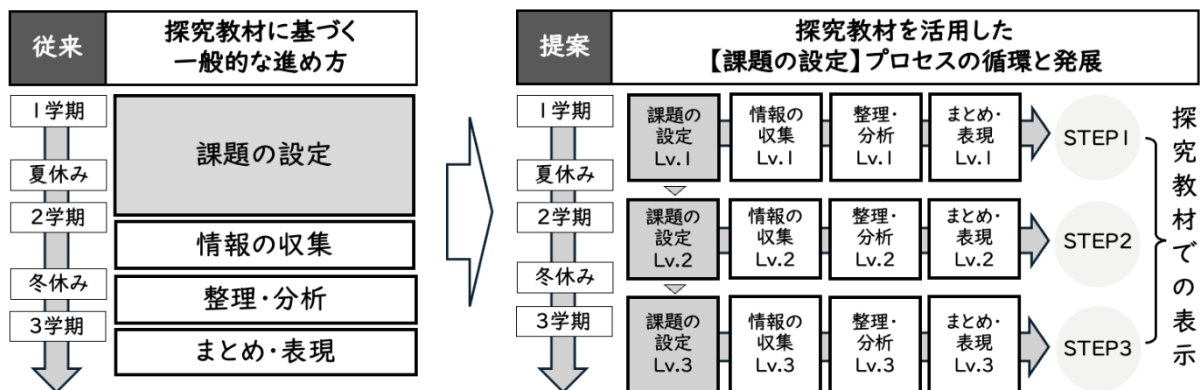 従来
探究教材に基づく
一般的な進め方
1学期
夏休み
2学期
冬休み
3学期
課題の設定
情報の収集
整理・分析
まとめ・表現
提案
探究教材を活用した
【課題の設定】プロセスの循環と発展
1学期
夏休み
2学期
冬休み
3学期
課題の
設定
Lv.1
情報の
収集
Lv.1
整理・
分析
Lv.1
まとめ・
表現
Lv.1
STEP1
課題の
設定
Lv.2
情報の
収集
Lv.2
整理・
分析
Lv.2
まとめ・
表現
Lv.2
STEP2
課題の
設定
Lv.3
情報の
収集
Lv.3
整理・
分析
Lv.3
まとめ・
表現
Lv.3
STEP3
探究教材での表示